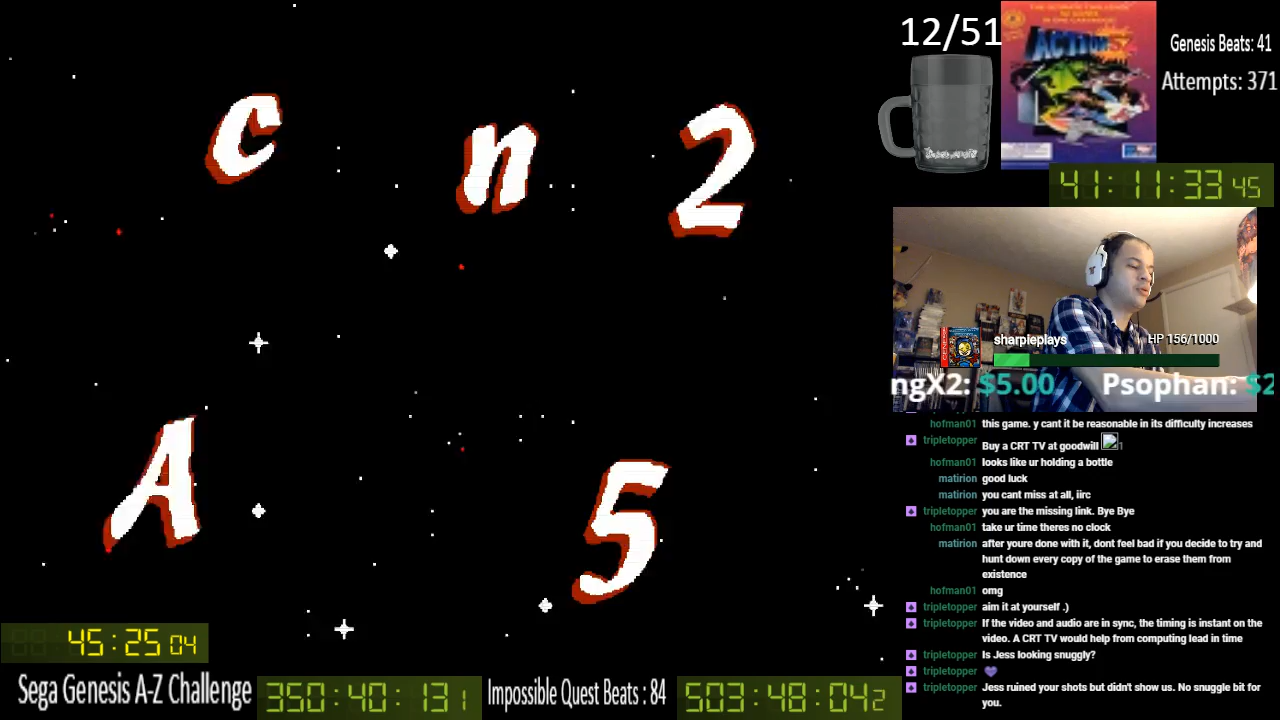 c n 2
A 5
12/51
ACTION 52
Genesis Beats: 41
Attempts: 371
41:11:33 45
sharpieplays HP 156/1000
ngX2: $5.00 Psophan: $2
hofman01 this game. y cant it be reasonable in its difficulty increases
tripletopper Buy a CRT TV at goodwill 1
hofman01 looks like ur holding a bottle
matirion good luck
matirion you cant miss at all, iirc
tripletopper you are the missing link. Bye Bye
hofman01 take ur time theres no clock
matirion after youre done with it, dont feel bad if you decide to try and
hunt down every copy of the game to erase them from
existence
hofman01 omg
tripletopper aim it at yourself .)
tripletopper If the video and audio are in sync, the timing is instant on the
video. A CRT TV would help from computing lead in time
tripletopper Is Jess looking snuggly?
tripletopper
tripletopper Jess ruined your shots but didn't show us. No snuggle bit for
you.
45:25 04
Sega Genesis A-Z Challenge
350:40:13 1
Impossible Quest Beats : 84
503:48:04 2